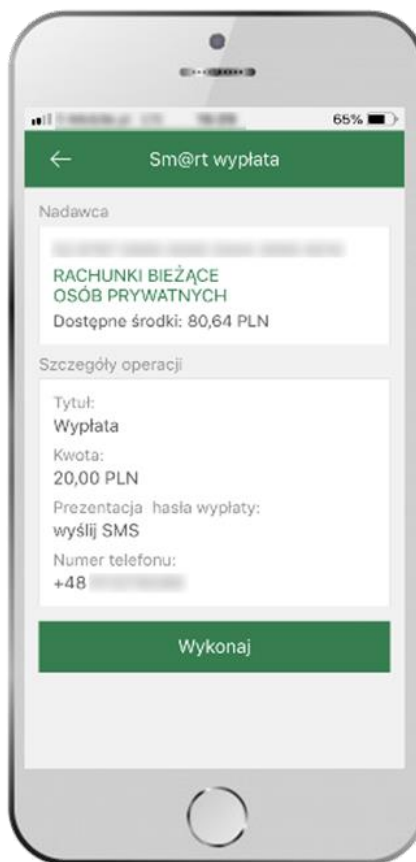 65%
Sm@rt wypłata
Nadawca
RACHUNKI BIEŻĄCE
OSÓB PRYWATNYCH
Dostępne środki: 80,64 PLN
Szczegóły operacji
Tytuł:
Wypłata
Kwota:
20,00 PLN
Prezentacja hasła wypłaty:
wyślij SMS
Numer telefonu:
+48
Wykonaj